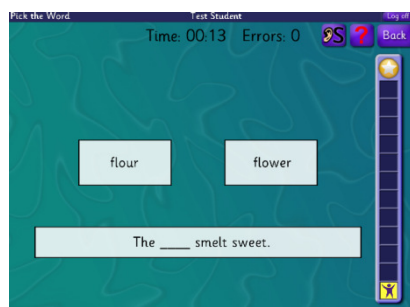 Pick the Word Test Student Log off
Time: 00:13 Errors: 0 S ? Back
flour flower
The ____ smelt sweet.